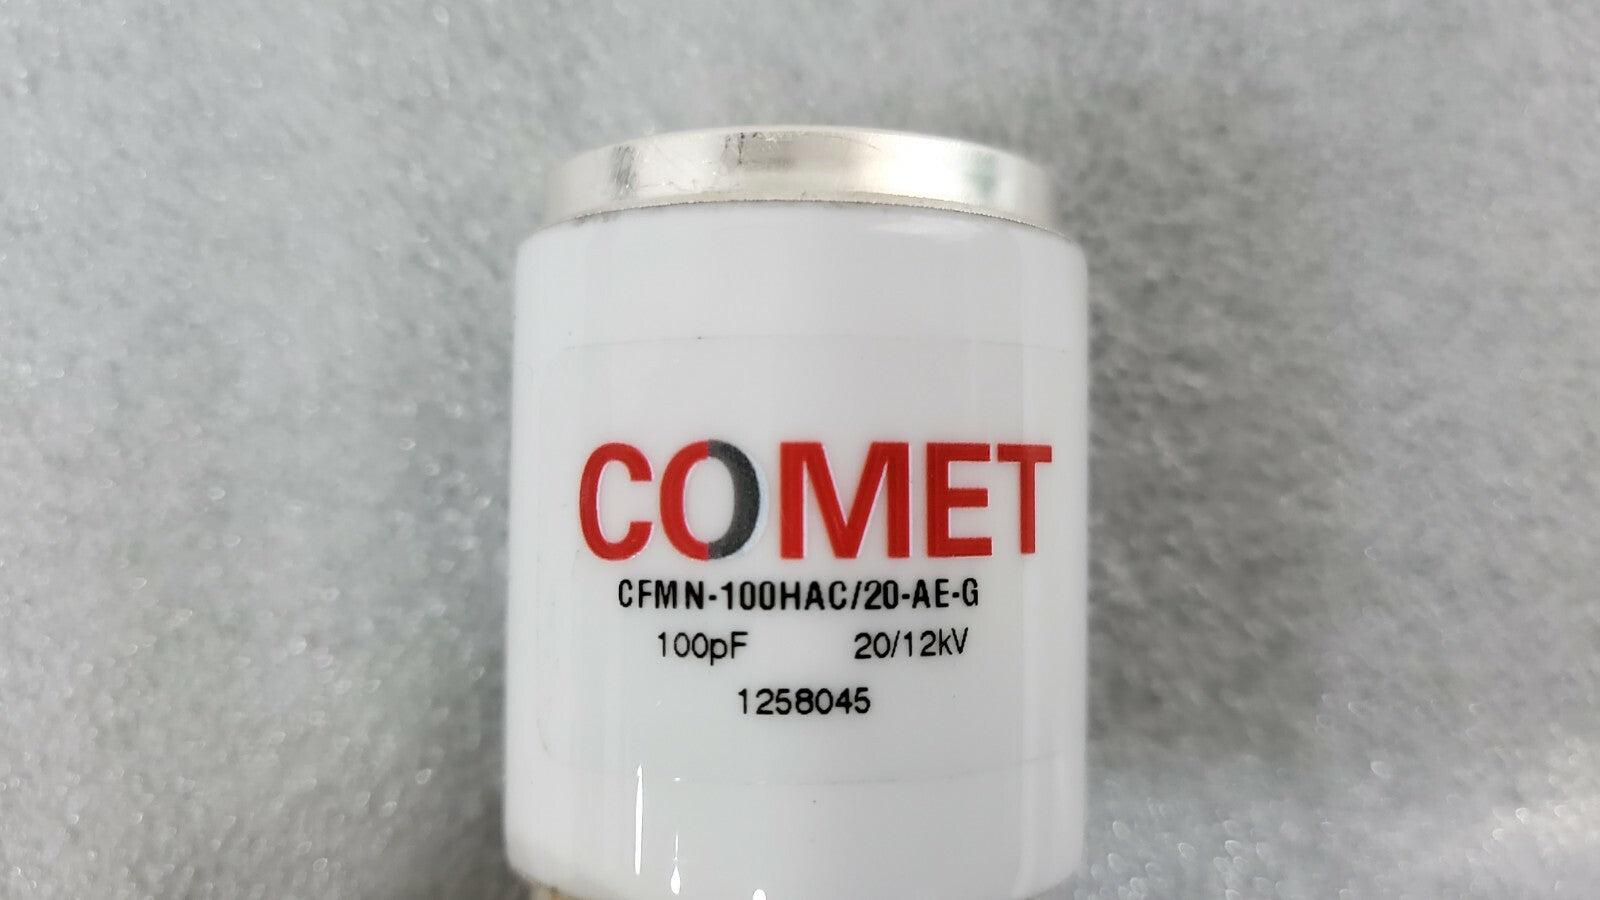 COMET
CFMN-100HAC/20-AE-G
100pF 20/12kV
1258045